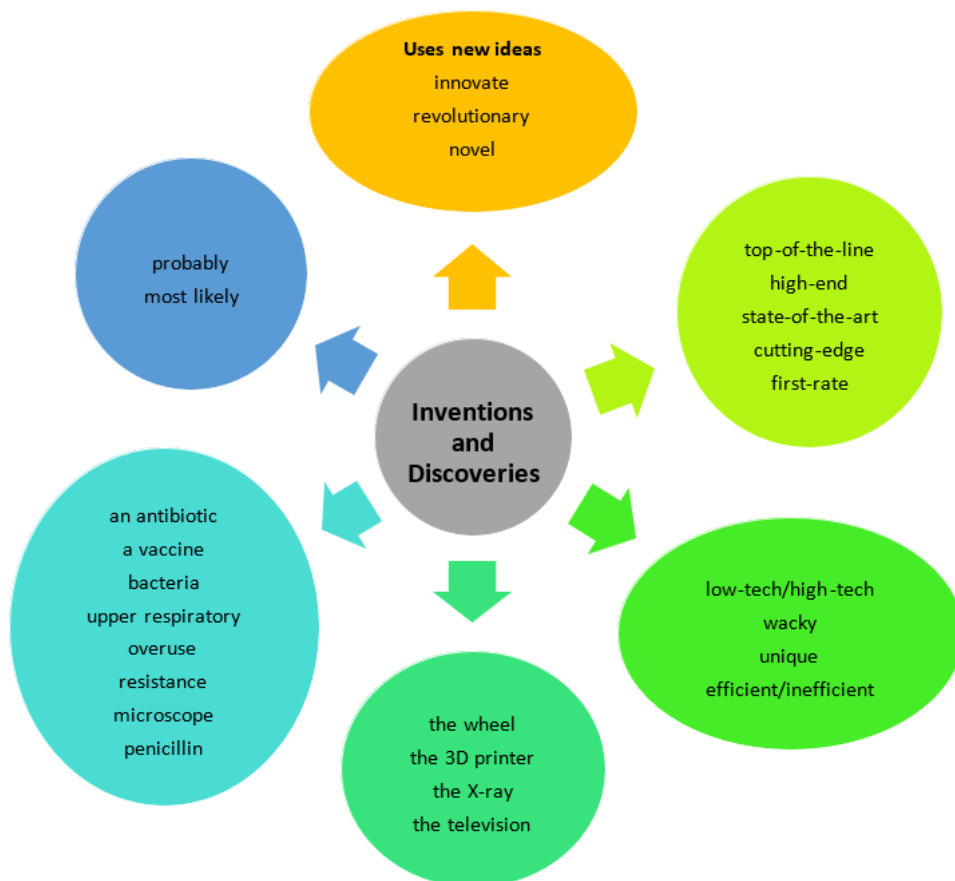 Uses new ideas
innovate
revolutionary
novel
probably
most likely
top-of-the-line
high-end
state-of-the-art
cutting-edge
first-rate
Inventions
and
Discoveries
an antibiotic
a vaccine
bacteria
upper respiratory
overuse
resistance
microscope
penicillin
low-tech/high-tech
wacky
unique
efficient/inefficient
the wheel
the 3D printer
the X-ray
the television